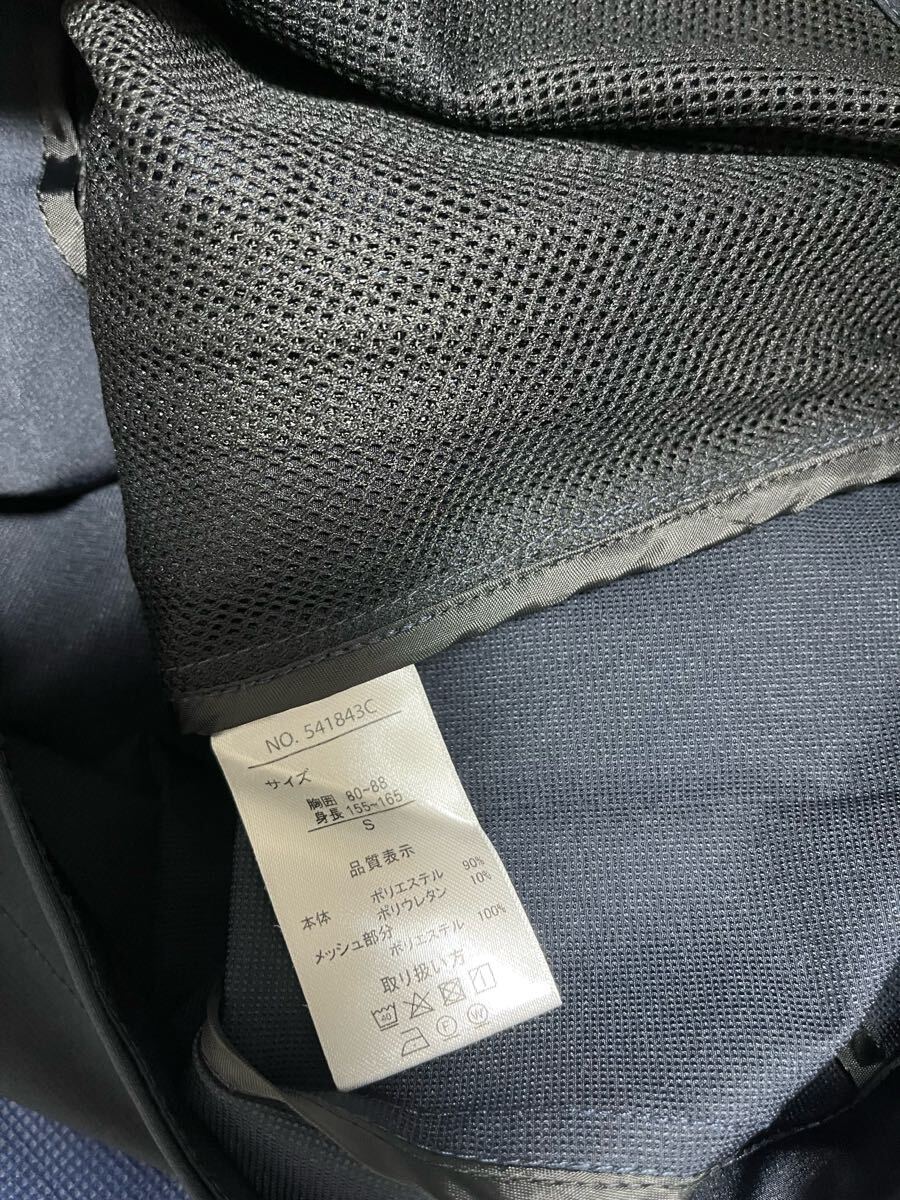 NO. 541843C
サイズ
胸囲 80~88
身長 155~165
S
品質表示
本体 ポリエステル 90%
ポリウレタン 10%
メッシュ部分
ポリエステル 100%
取り扱い方
40
F W